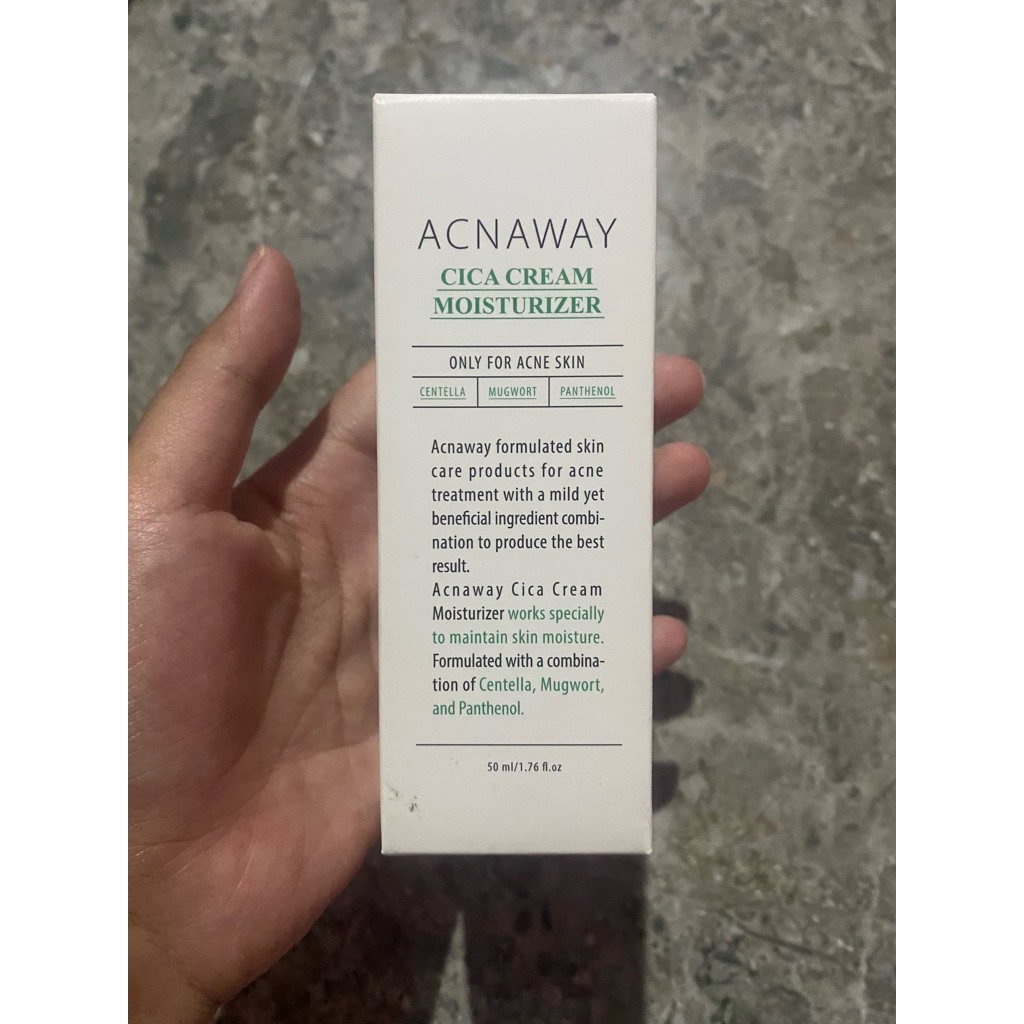 ACNAWAY
CICA CREAM
MOISTURIZER
ONLY FOR ACNE SKIN
CENTELLA MUGWORT PANTHENOL
Acnaway formulated skin
care products for acne
treatment with a mild yet
beneficial ingredient combi-
nation to produce the best
result.
Acnaway Cica Cream
Moisturizer works specially
to maintain skin moisture.
Formulated with a combina-
tion of Centella, Mugwort,
and Panthenol.
50 ml/1.76 fl.oz